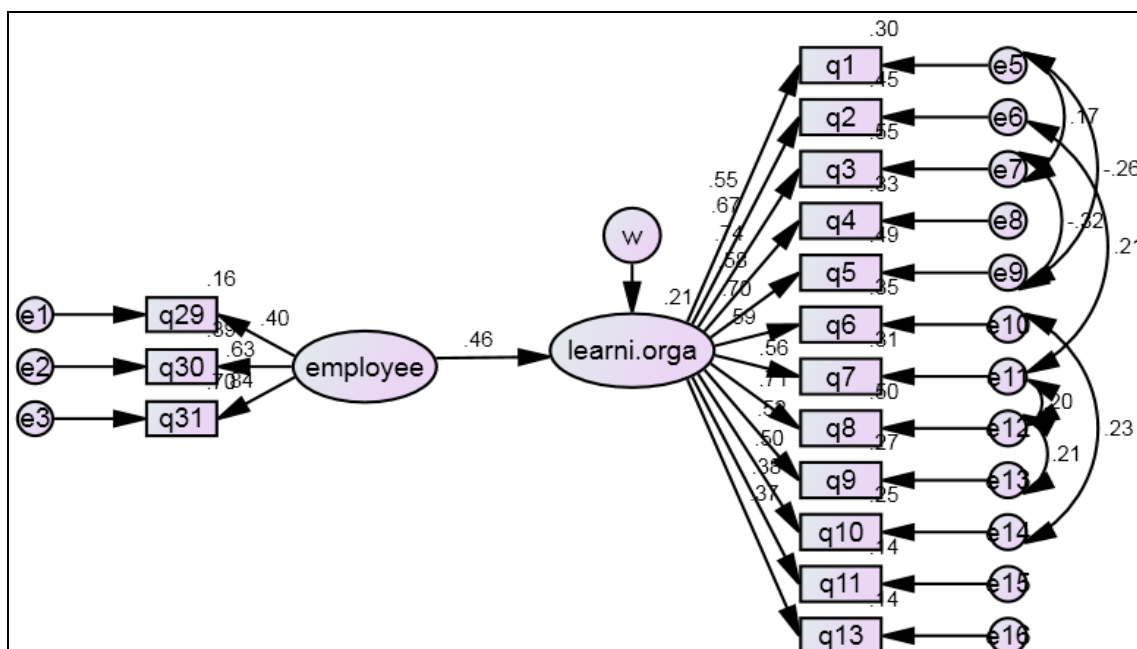 .30
q1
e5
.45
q2
e6
.17
.55
q3
e7
-.26
.33
q4
e8
-.32
.49
q5
e9
.21
.35
q6
e10
.31
q7
e11
.50
q8
e12
.20
.23
.27
q9
e13
.21
.25
q10
e14
.14
q11
e15
.14
q13
e16
.55
.67
.74
.58
.70
.59
.56
.71
.50
.38
.37
w
.21
learni.orga
.46
employee
.16
e1
q29
.40
.39
e2
q30
.63
.70
.84
e3
q31